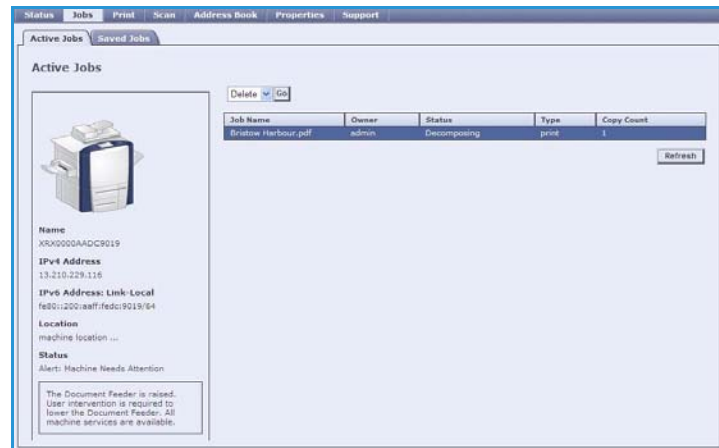 Status Jobs Print Scan Address Book Properties Support
Active Jobs Saved Jobs
Active Jobs
Delete Go
Job Name Owner Status Type Copy Count
Bristow Harbour.pdf admin Decomposing print 1
Refresh
Name
XRX0000AADC9019
IPv4 Address
13.210.229.116
IPv6 Address: Link-Local
fe80::200:aaff:fedc:9019/64
Location
machine location ...
Status
Alert: Machine Needs Attention
The Document Feeder is raised.
User intervention is required to
lower the Document Feeder. All
machine services are available.